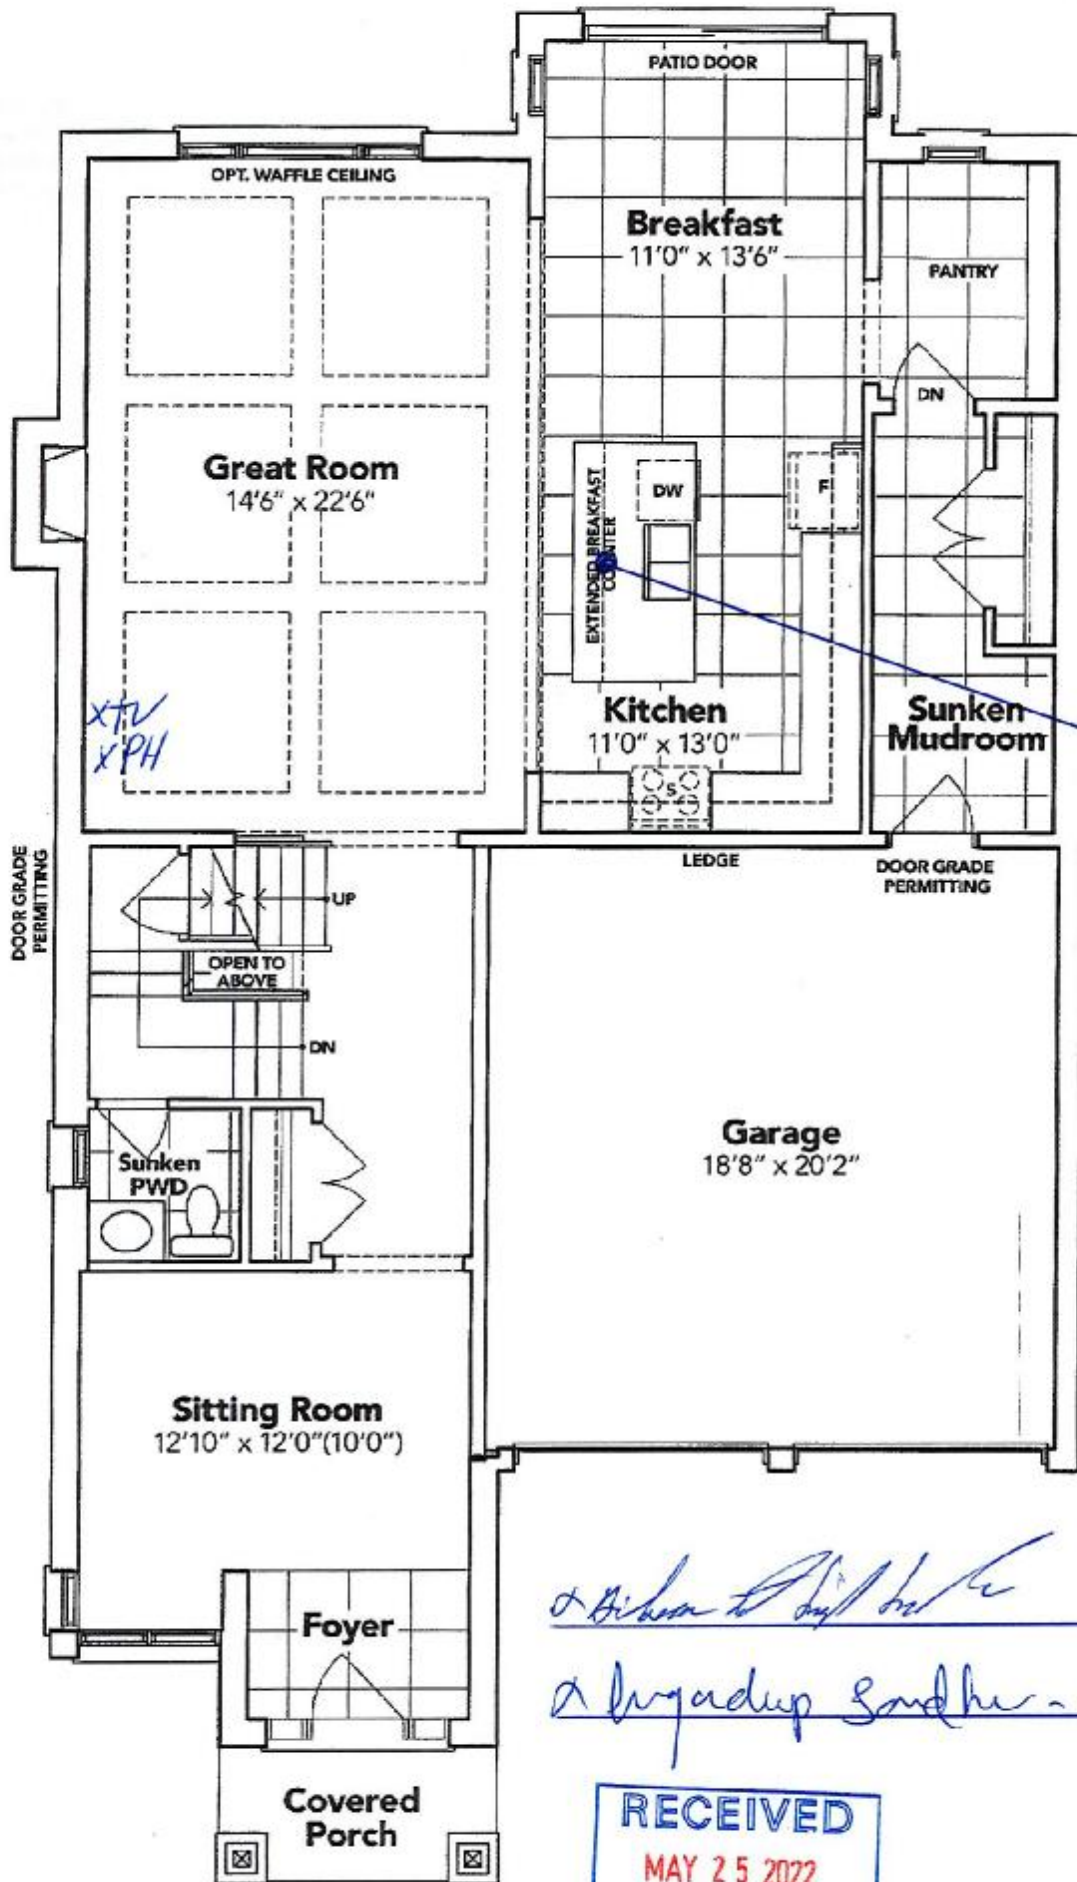 PATIO DOOR
OPT. WAFFLE CEILING
Breakfast
11'0" x 13'6"
PANTRY
DN
Great Room
14'6" x 22'6"
EXTENDED BREAKFAST
COUNTER
DW
F
xTV
xPH
Kitchen
11'0" x 13'0"
S
Sunken
Mudroom
LEDGE
DOOR GRADE
PERMITTING
DOOR GRADE
PERMITTING
UP
OPEN TO
ABOVE
DN
Sunken
PWD
Garage
18'8" x 20'2"
Sitting Room
12'10" x 12'0"(10'0")
Foyer
Covered
Porch
x
x
RECEIVED
MAY 25 2022